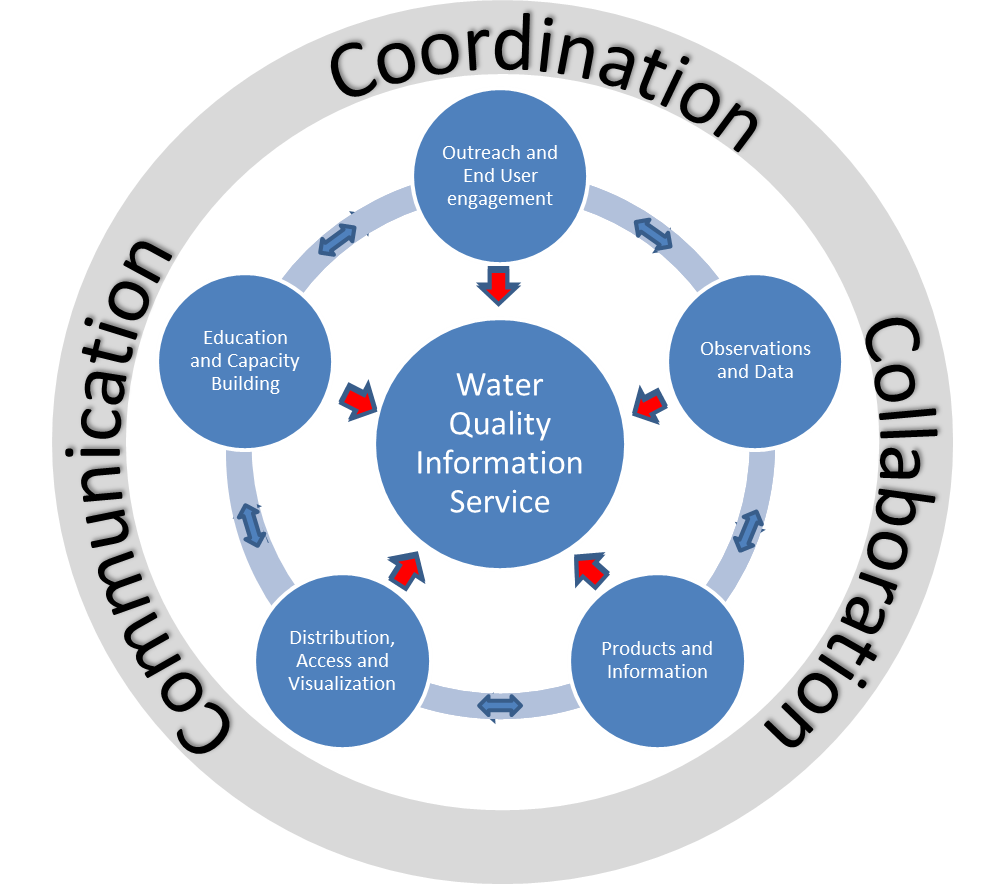 Coordination
Outreach and
End User
engagement
Education
and Capacity
Building
Observations
and Data
Water
Quality
Information
Service
Communication
Collaboration
Distribution,
Access and
Visualization
Products and
Information